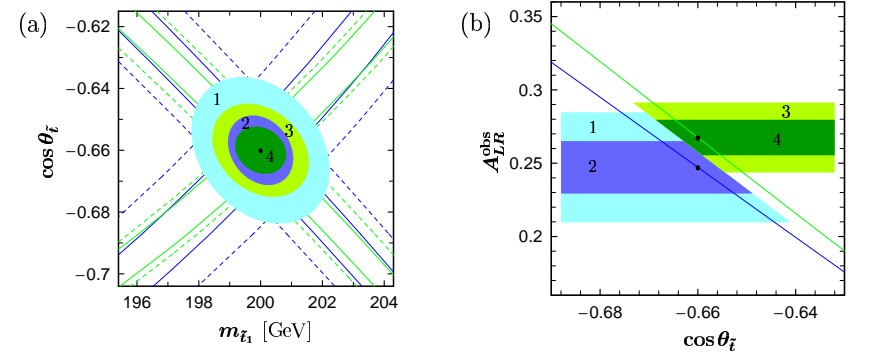 (a)
−0.62
−0.64
−0.66
−0.68
−0.7
cos θ_t̃
1
2
3
4
196 198 200 202 204
m_t̃₁ [GeV]
(b)
0.35
0.3
0.25
0.2
A_LR^obs
1
2
3
4
−0.68 −0.66 −0.64
cos θ_t̃